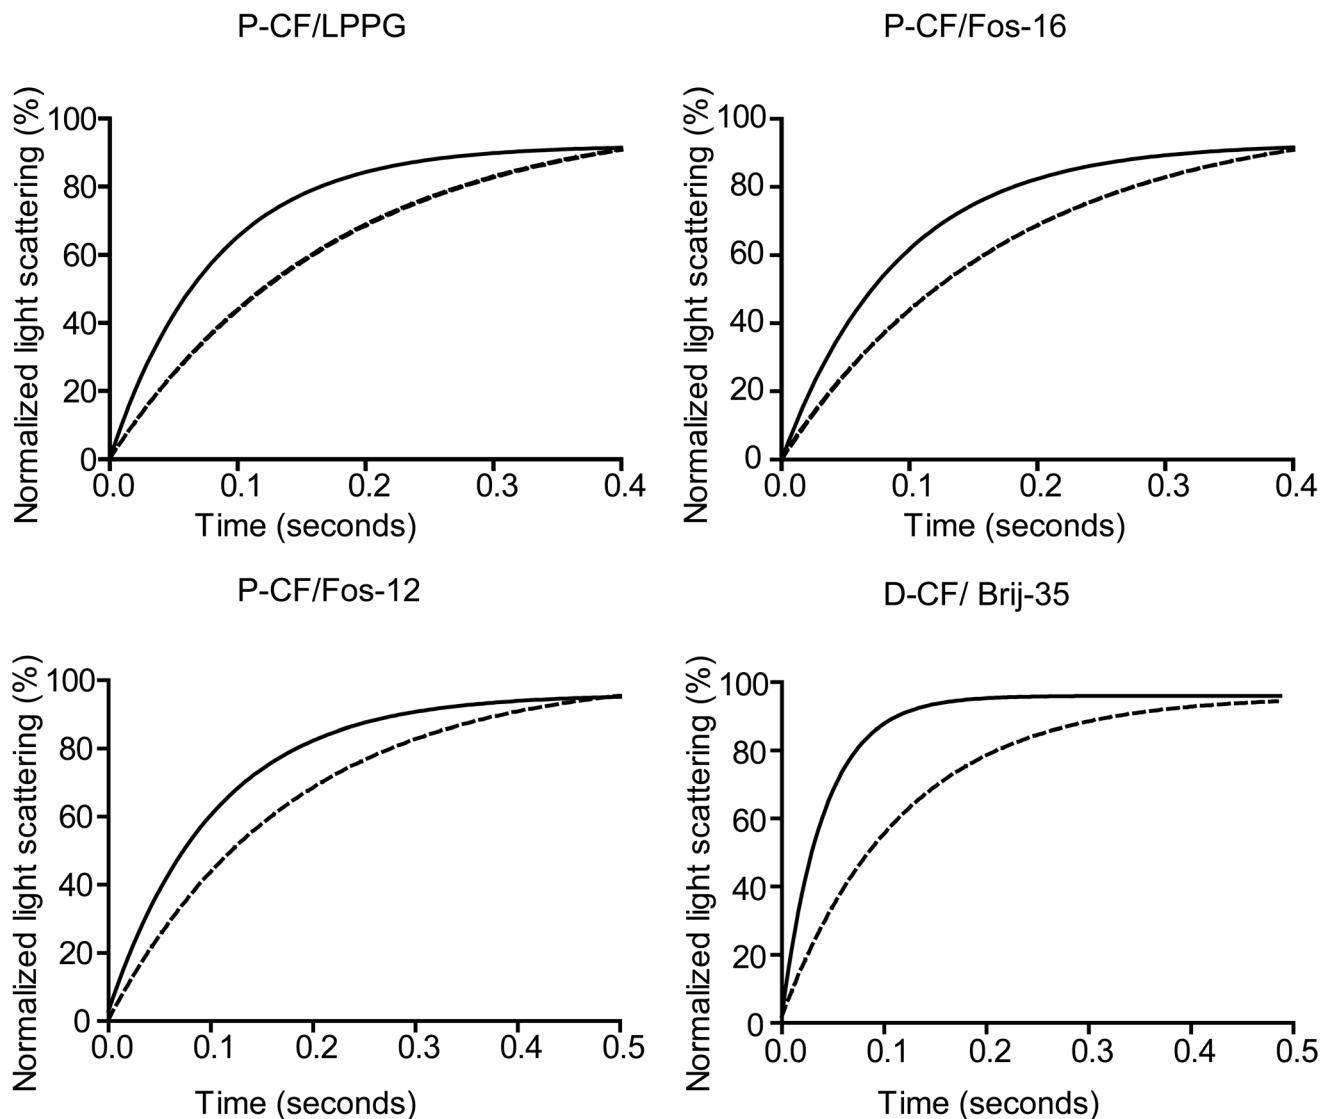 P-CF/LPPG
Normalized light scattering (%)
100
80
60
40
20
0
0.0 0.1 0.2 0.3 0.4
Time (seconds)
P-CF/Fos-16
Normalized light scattering (%)
100
80
60
40
20
0
0.0 0.1 0.2 0.3 0.4
Time (seconds)
P-CF/Fos-12
Normalized light scattering (%)
100
80
60
40
20
0
0.0 0.1 0.2 0.3 0.4 0.5
Time (seconds)
D-CF/ Brij-35
Normalized light scattering (%)
100
80
60
40
20
0
0.0 0.1 0.2 0.3 0.4 0.5
Time (seconds)